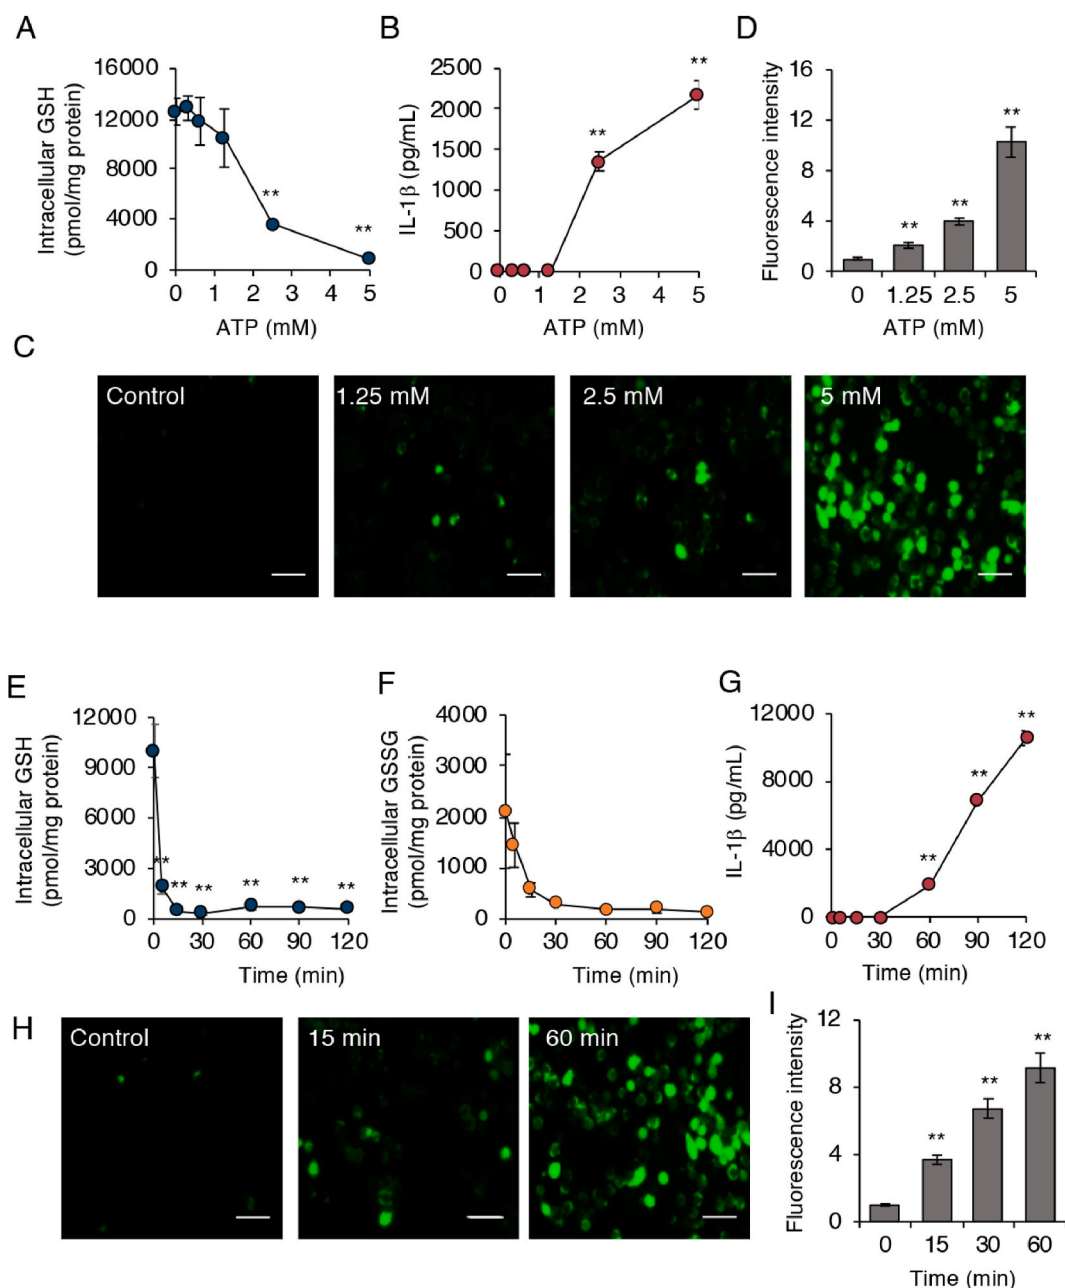 A
Intracellular GSH
(pmol/mg protein)
16000
12000
8000
4000
0
**
**
0 1 2 3 4 5
ATP (mM)
B
IL-1β (pg/mL)
2500
2000
1500
1000
500
0
**
**
0 1 2 3 4 5
ATP (mM)
D
Fluorescence intensity
16
12
8
4
0
**
**
**
0 1.25 2.5 5
ATP (mM)
C
Control
1.25 mM
2.5 mM
5 mM
E
Intracellular GSH
(pmol/mg protein)
12000
9000
6000
3000
0
** ** ** ** ** **
0 30 60 90 120
Time (min)
F
Intracellular GSSG
(pmol/mg protein)
4000
3000
2000
1000
0
0 30 60 90 120
Time (min)
G
IL-1β (pg/mL)
12000
8000
4000
0
**
**
**
0 30 60 90 120
Time (min)
H
Control
15 min
60 min
I
Fluorescence intensity
12
8
4
0
**
**
**
0 15 30 60
Time (min)